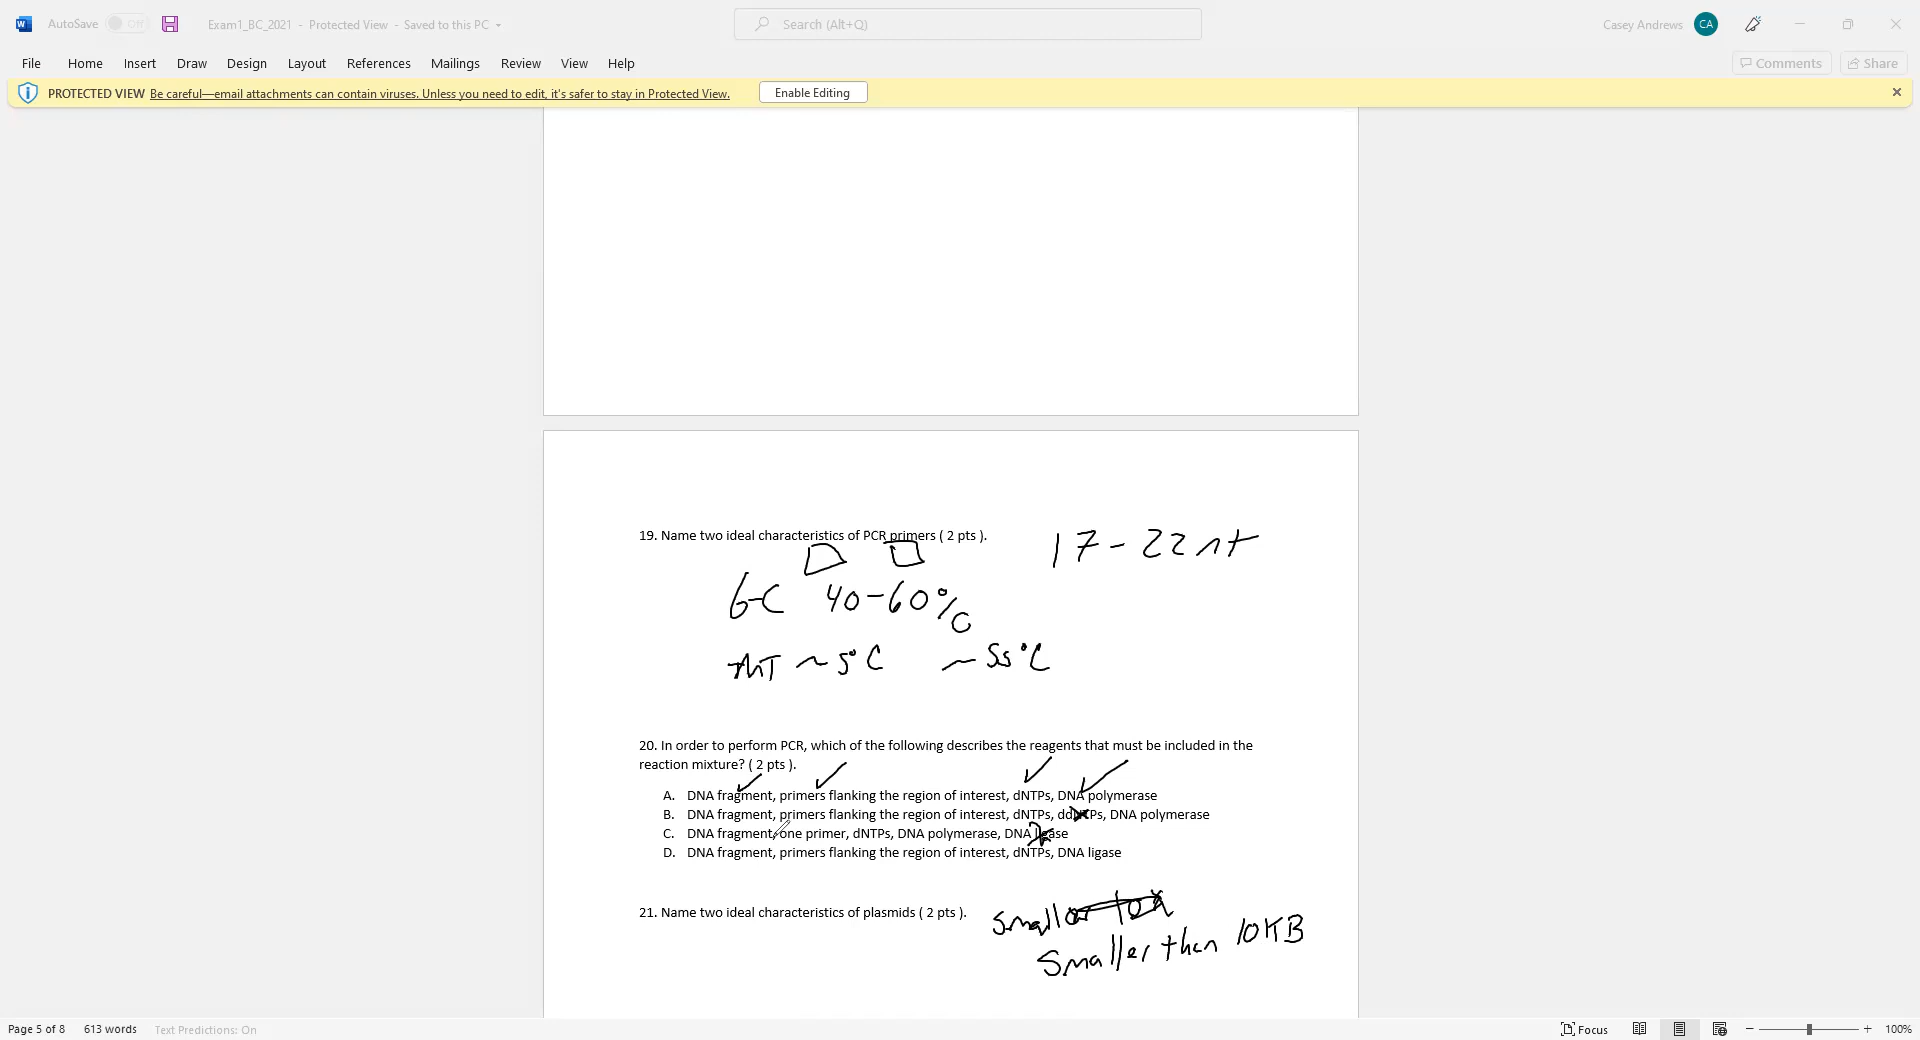 AutoSave Off Exam1_BC_2021 - Protected View - Saved to this PC Search (Alt+Q) Casey Andrews CA
File Home Insert Draw Design Layout References Mailings Review View Help Comments Share
PROTECTED VIEW Be careful—email attachments can contain viruses. Unless you need to edit, it's safer to stay in Protected View. Enable Editing
19. Name two ideal characteristics of PCR primers ( 2 pts ).
17-22nt
G-C 40-60%
~5°C ~55°C
20. In order to perform PCR, which of the following describes the reagents that must be included in the
reaction mixture? ( 2 pts ).
A. DNA fragment, primers flanking the region of interest, dNTPs, DNA polymerase
B. DNA fragment, primers flanking the region of interest, dNTPs, ddNTPs, DNA polymerase
C. DNA fragment, one primer, dNTPs, DNA polymerase, DNA ligase
D. DNA fragment, primers flanking the region of interest, dNTPs, DNA ligase
21. Name two ideal characteristics of plasmids ( 2 pts ).
Smaller than 10KB
Page 5 of 8 613 words Text Predictions: On Focus 100%